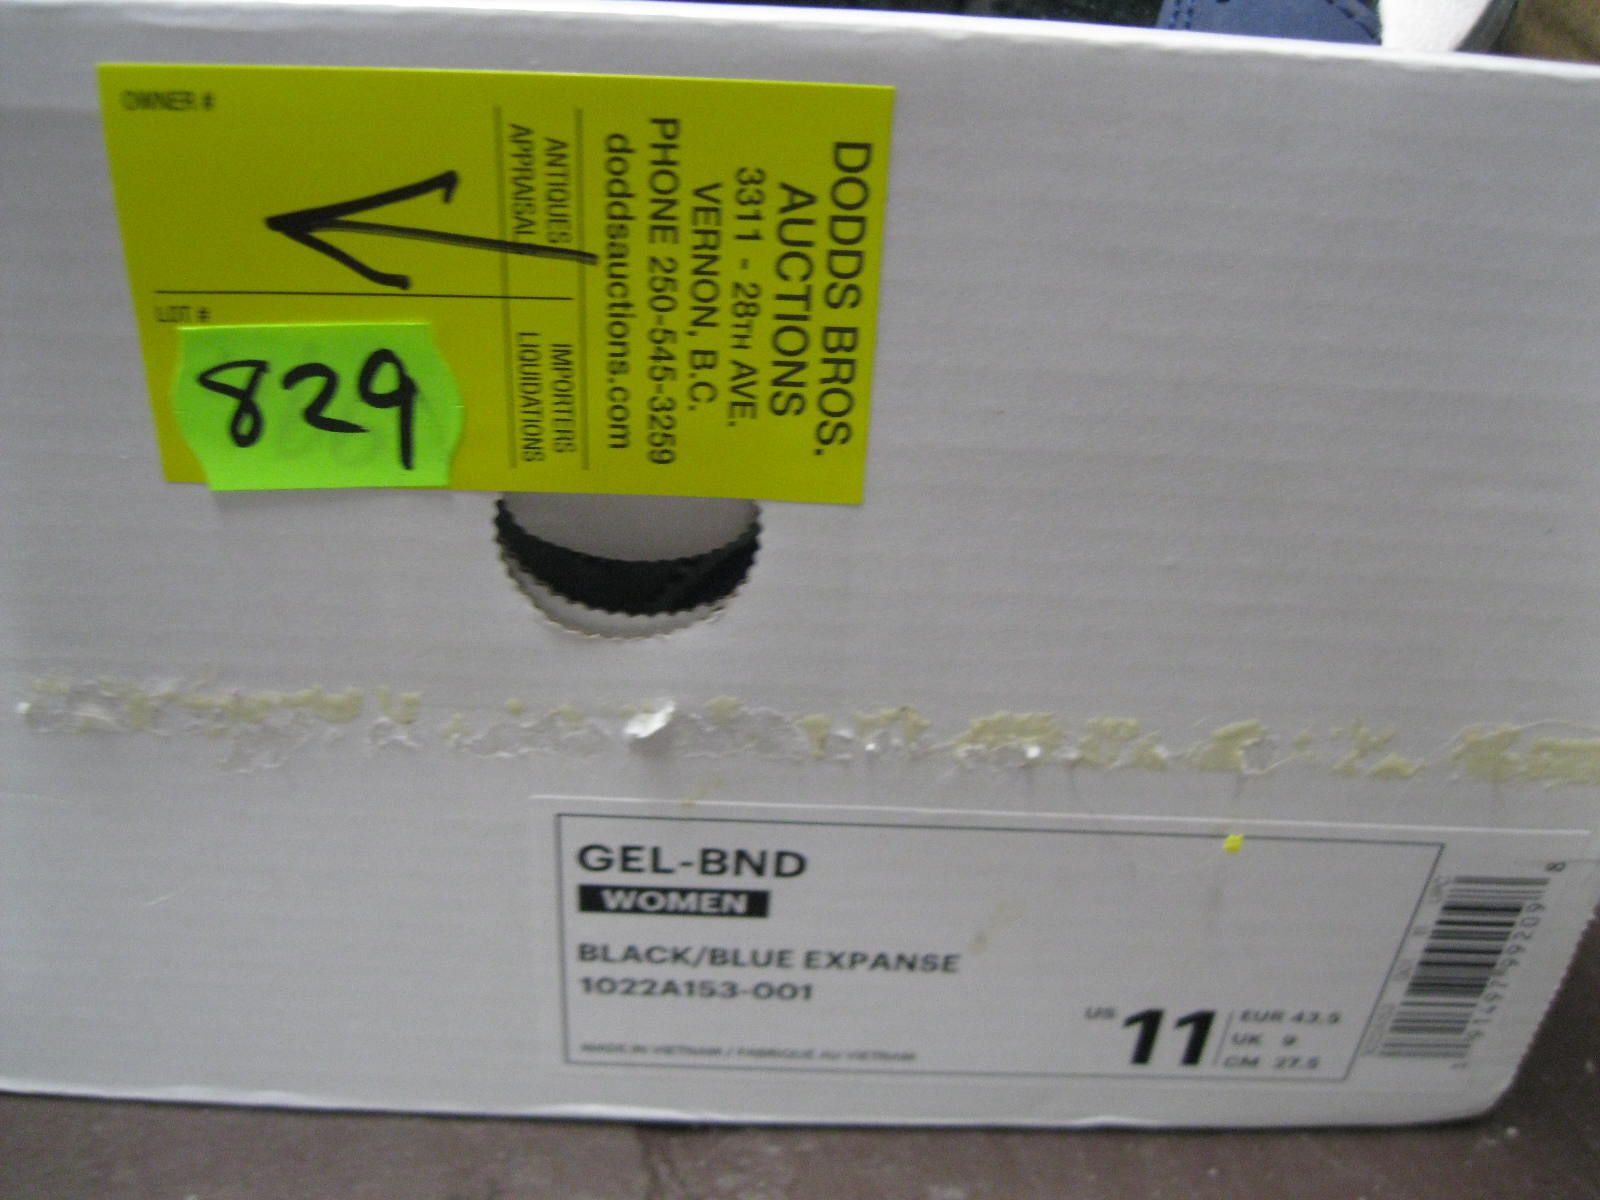 OWNER #
LOT #
829
DODDS BROS.
AUCTIONS
3311 - 28TH AVE.
VERNON, B.C.
PHONE 250-545-3259
doddsauctions.com
ANTIQUES
APPRAISAL
IMPORTERS
LIQUIDATIONS
GEL-BND
WOMEN
BLACK/BLUE EXPANSE
1022A153-001
MADE IN VIETNAM / FABRIQUÉ AU VIETNAM
US 11
EUR 43.5
UK 9
CM 27.5